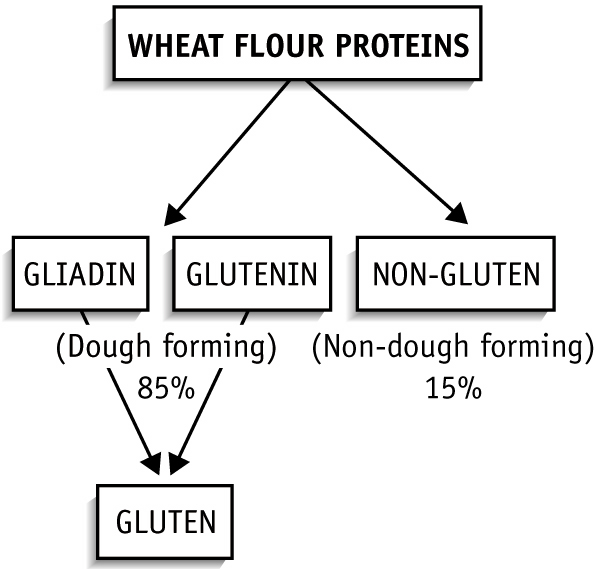 WHEAT FLOUR PROTEINS
GLIADIN GLUTENIN NON-GLUTEN
(Dough forming) (Non-dough forming)
85% 15%
GLUTEN